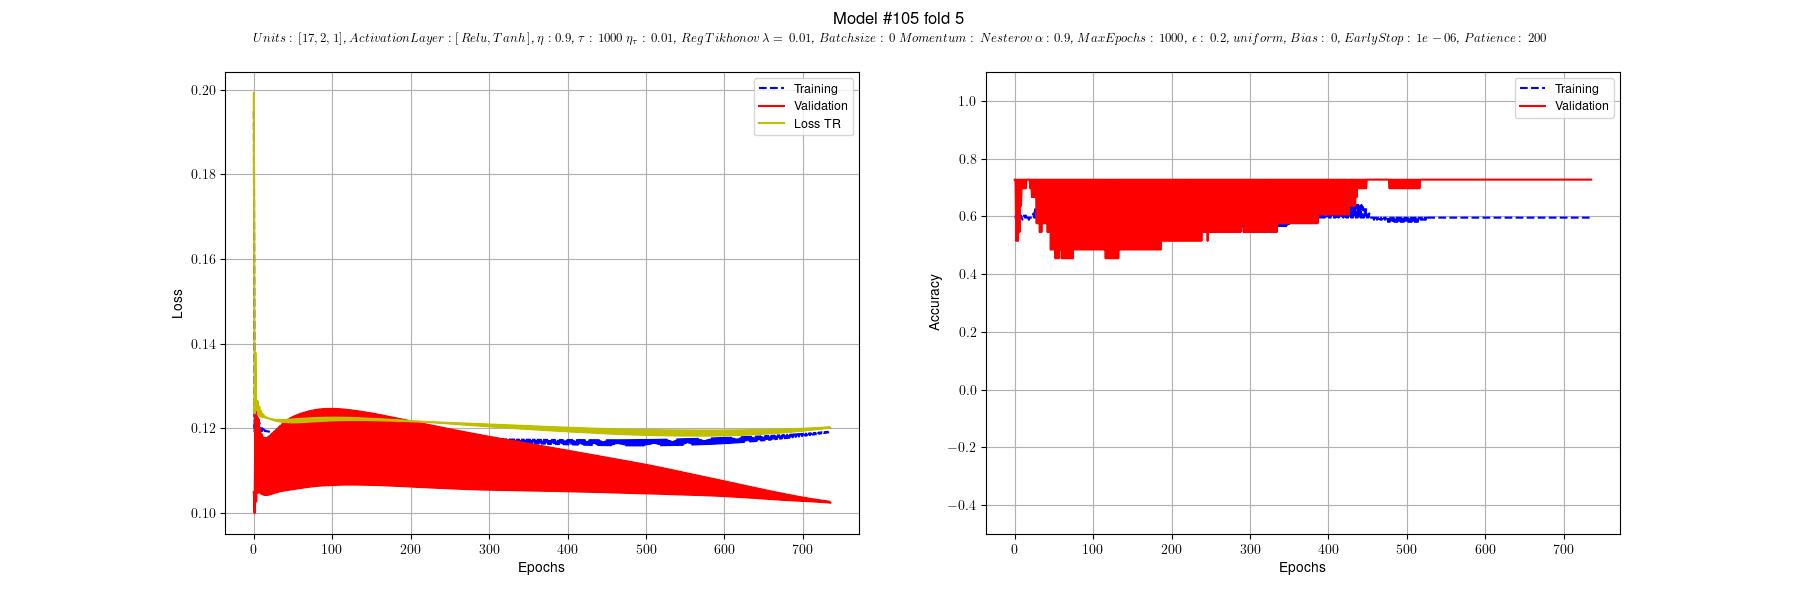 Model #105 fold 5
Units : [17, 2, 1], ActivationLayer : [Relu, Tanh], η : 0.9, τ : 1000 ητ : 0.01, RegTikhonov λ = 0.01, Batchsize : 0 Momentum : Nesterov α : 0.9, MaxEpochs : 1000, ϵ : 0.2, uniform, Bias : 0, EarlyStop : 1e − 06, Patience : 200
Loss
0.20
0.18
0.16
0.14
0.12
0.10
0 100 200 300 400 500 600 700
Epochs
Training
Validation
Loss TR
Accuracy
1.0
0.8
0.6
0.4
0.2
0.0
−0.2
−0.4
0 100 200 300 400 500 600 700
Epochs
Training
Validation